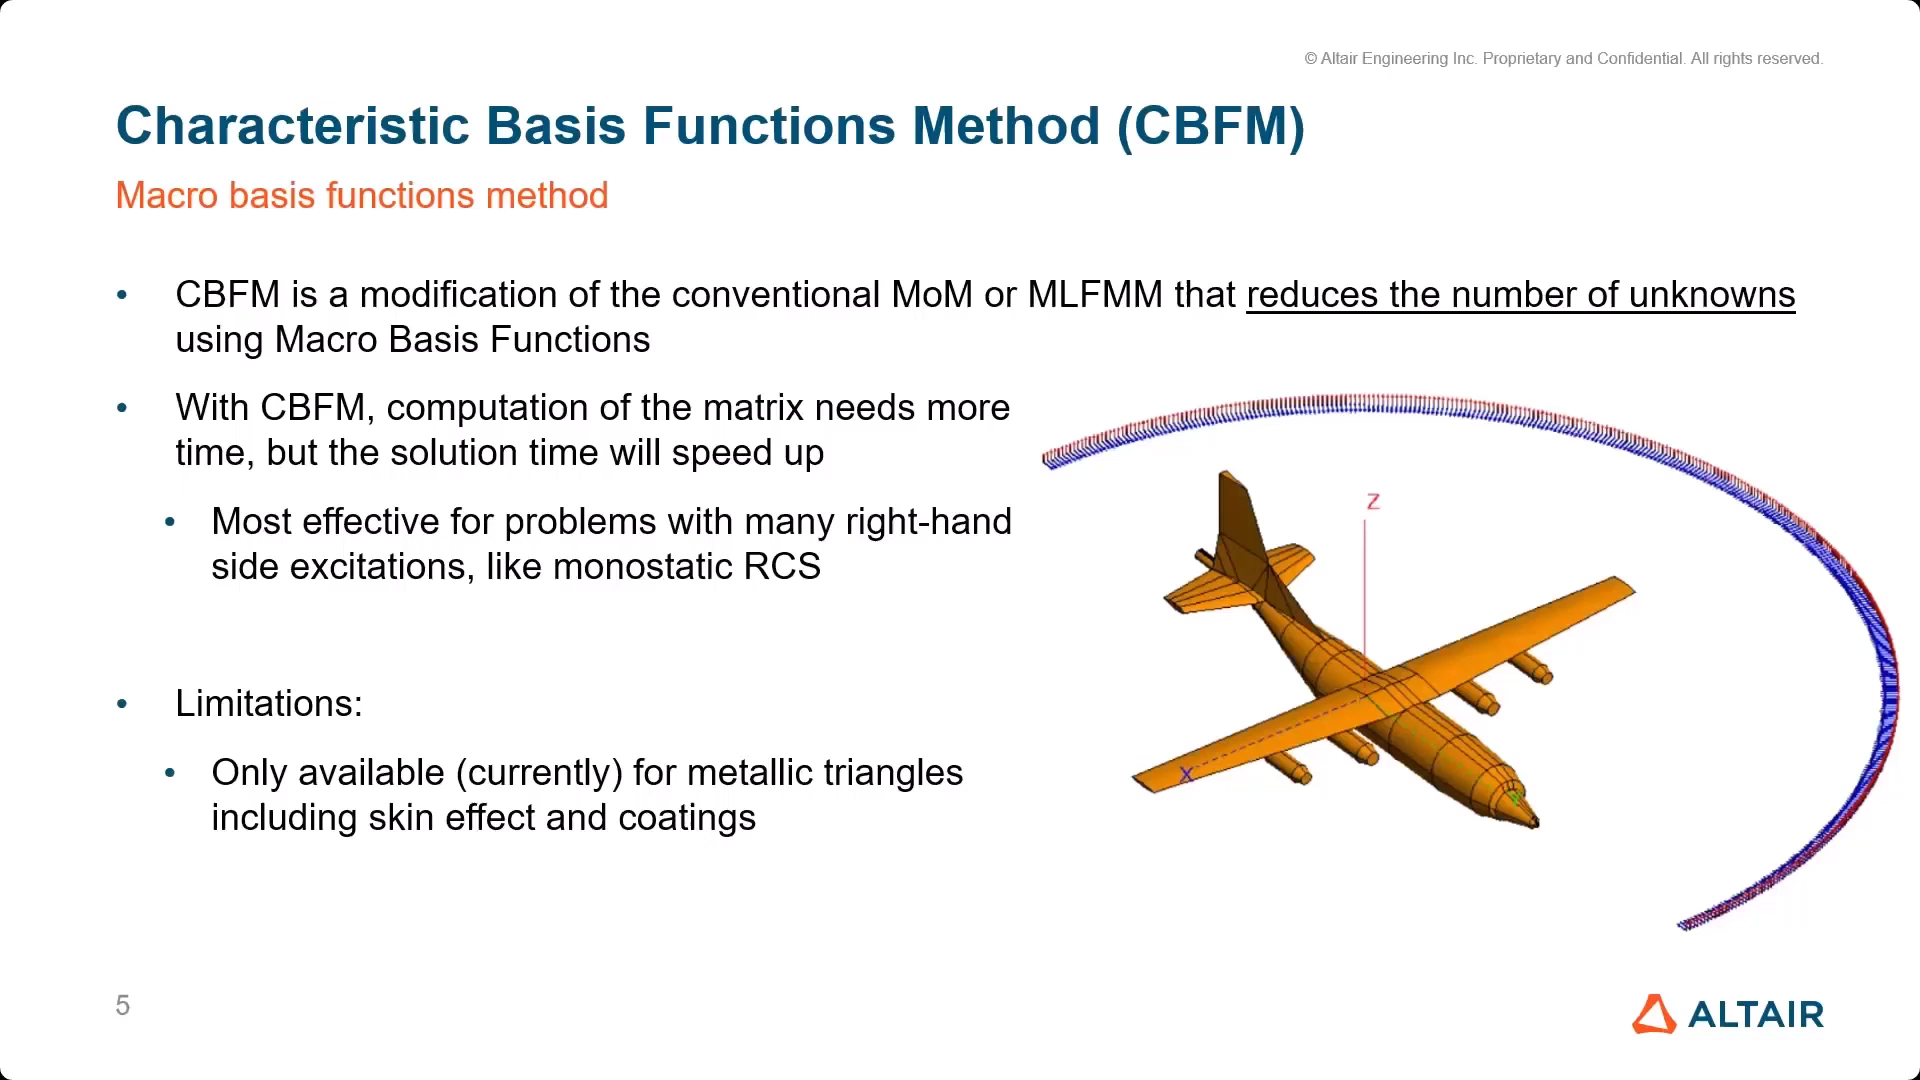 © Altair Engineering Inc. Proprietary and Confidential. All rights reserved.
Characteristic Basis Functions Method (CBFM)
Macro basis functions method
• CBFM is a modification of the conventional MoM or MLFMM that reduces the number of unknowns
using Macro Basis Functions
• With CBFM, computation of the matrix needs more
time, but the solution time will speed up
• Most effective for problems with many right-hand
side excitations, like monostatic RCS
• Limitations:
• Only available (currently) for metallic triangles
including skin effect and coatings
Z
X
5
ALTAIR